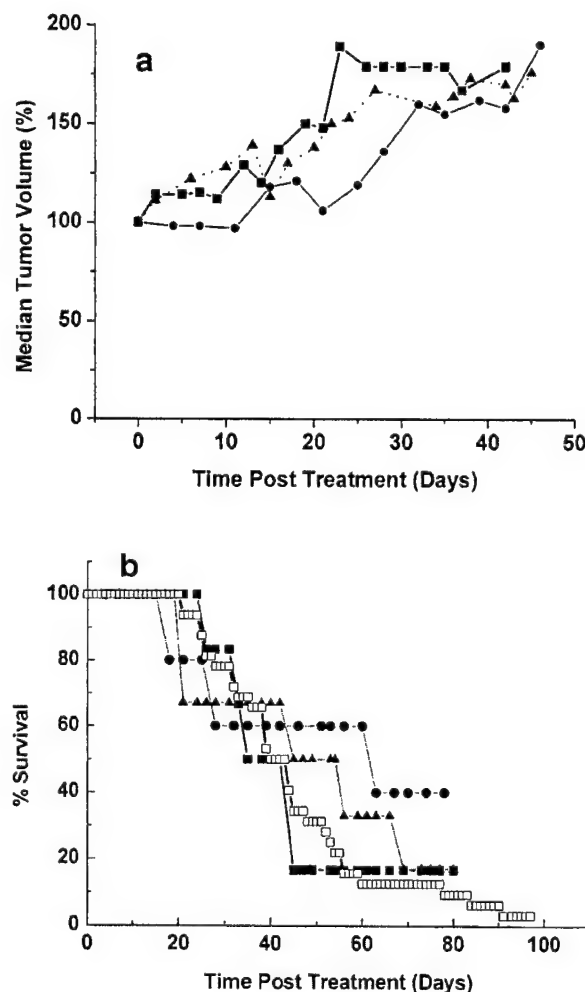 a
200
150
100
50
0
Median Tumor Volume (%)
0 10 20 30 40 50
Time Post Treatment (Days)
b
100
80
60
40
20
0
% Survival
0 20 40 60 80 100
Time Post Treatment (Days)